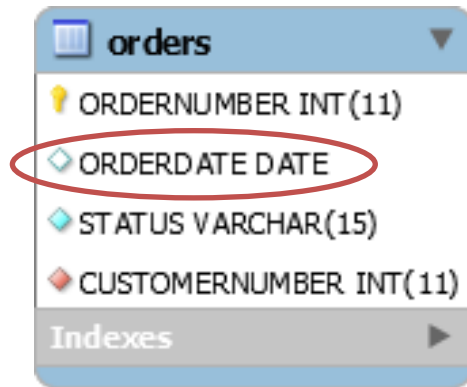 orders
ORDERNUMBER INT(11)
ORDERDATE DATE
STATUS VARCHAR(15)
CUSTOMERNUMBER INT(11)
Indexes